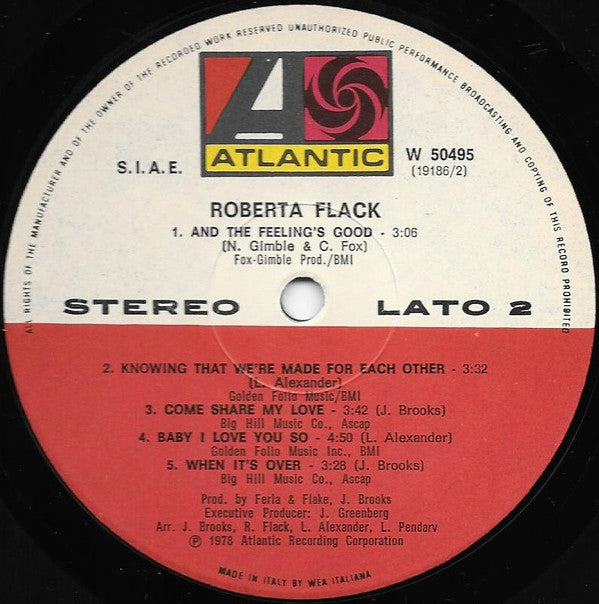 ALL RIGHTS OF THE MANUFACTURER AND OF THE OWNER OF THE RECORDED WORK RESERVED UNAUTHORIZED PUBLIC PERFORMANCE BROADCASTING AND COPYING OF THIS RECORD PROHIBITED
A
ATLANTIC
S.I.A.E.
W 50495
(19186/2)
ROBERTA FLACK
1. AND THE FEELING'S GOOD - 3:06
(N. Gimble & C. Fox)
Fox-Gimble Prod./BMI
STEREO LATO 2
2. KNOWING THAT WE'RE MADE FOR EACH OTHER - 3:32
(L. Alexander)
Golden Folio Music/BMI
3. COME SHARE MY LOVE - 3:42 (J. Brooks)
Big Hill Music Co., Ascap
4. BABY I LOVE YOU SO - 4:50 (L. Alexander)
Golden Folio Music Inc., BMI
5. WHEN IT'S OVER - 3:28 (J. Brooks)
Big Hill Music Co., Ascap
Prod. by Ferla & Flake, J. Brooks
Executive Producer: J. Greenberg
Arr. J. Brooks, R. Flack, L. Alexander, L. Pendarv
Ⓟ 1978 Atlantic Recording Corporation
MADE IN ITALY BY WEA ITALIANA